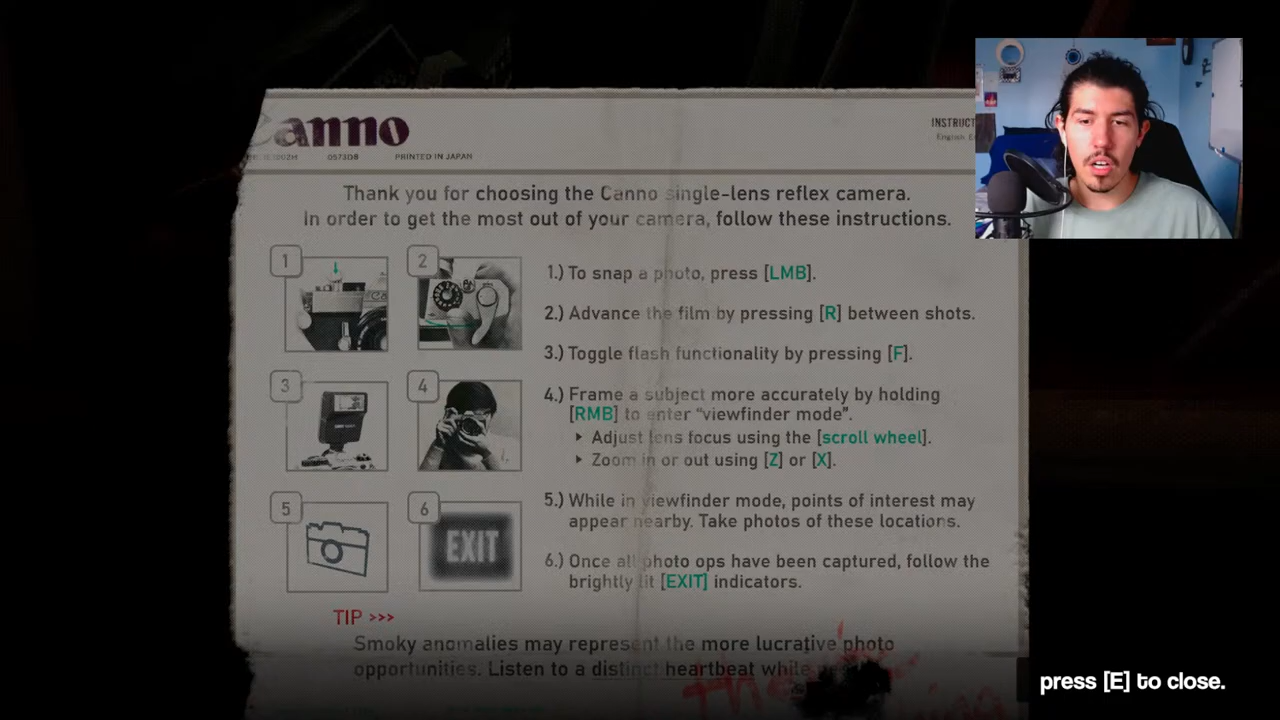 anno
INSTRUCT
057308 PRINTED IN JAPAN
English
Thank you for choosing the Canno single-lens reflex camera.
In order to get the most out of your camera, follow these instructions.
1
2
1.) To snap a photo, press [LMB].
2.) Advance the film by pressing [R] between shots.
3.) Toggle flash functionality by pressing [F].
3
4
4.) Frame a subject more accurately by holding
[RMB] to enter "viewfinder mode".
▸ Adjust lens focus using the [scroll wheel].
▸ Zoom in or out using [Z] or [X].
5
6
EXIT
5.) While in viewfinder mode, points of interest may
appear nearby. Take photos of these locations.
6.) Once all photo ops have been captured, follow the
brightly lit [EXIT] indicators.
TIP >>>
Smoky anomalies may represent the more lucrative photo
opportunities. Listen to a distinct heartbeat while
press [E] to close.